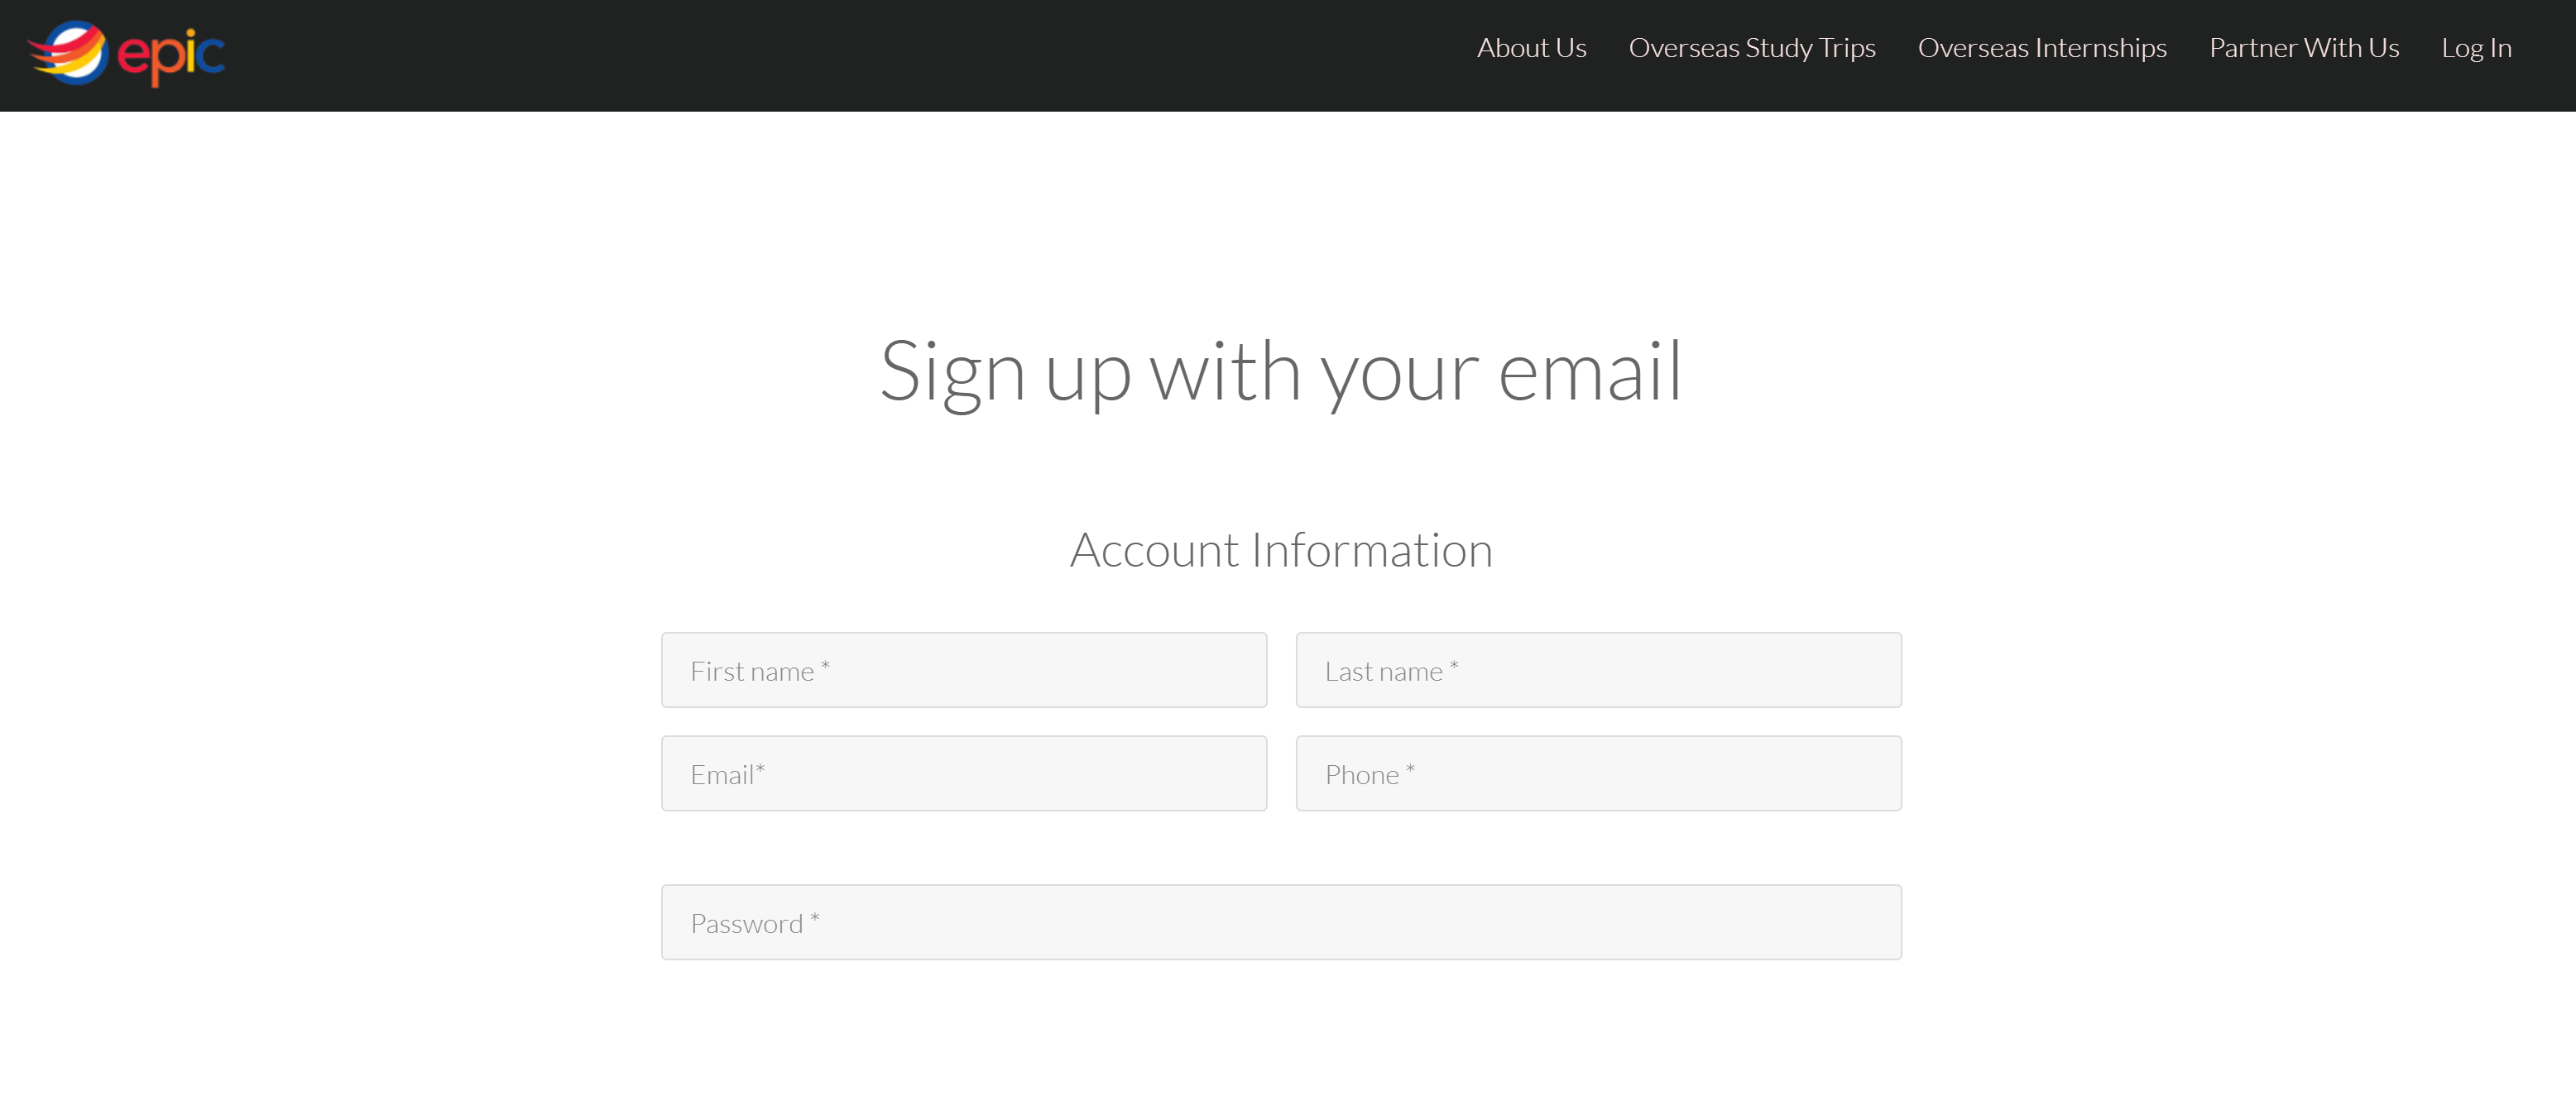 epic
About Us Overseas Study Trips Overseas Internships Partner With Us Log In
Sign up with your email
Account Information
First name * Last name *
Email* Phone *
Password *